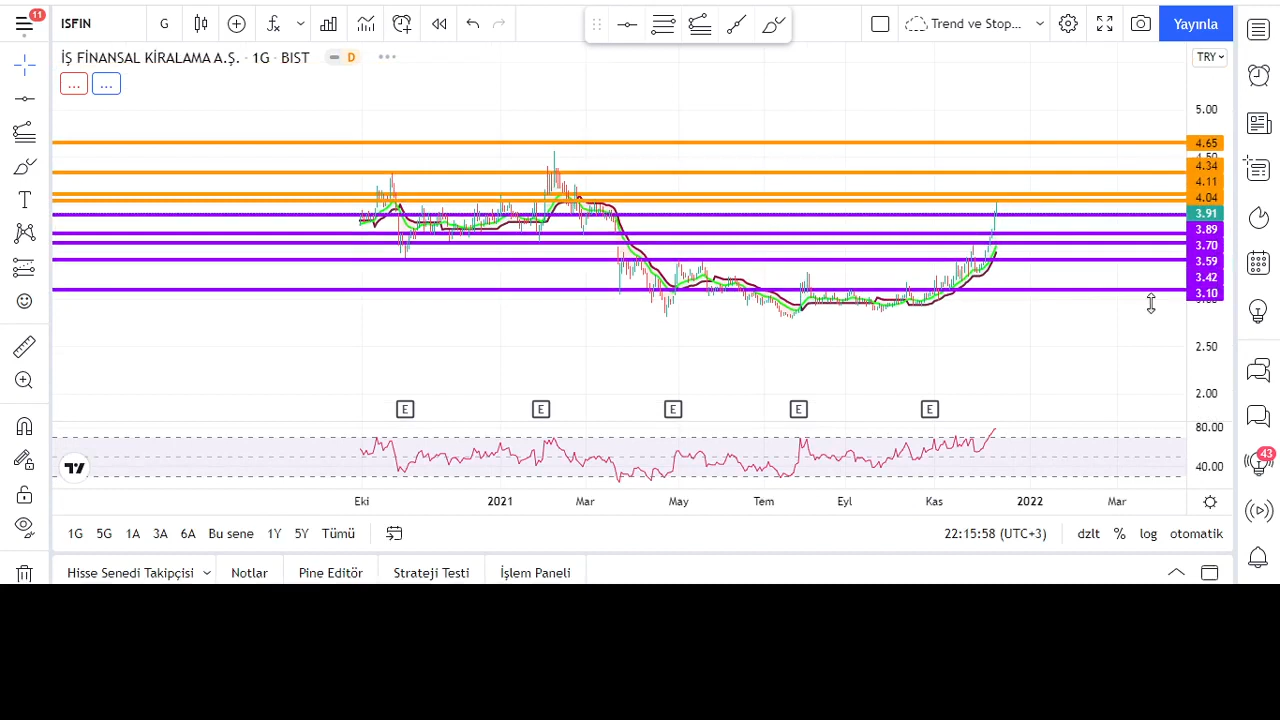 11
ISFIN
G
Trend ve Stop...
Yayınla
İŞ FİNANSAL KİRALAMA A.Ş. · 1G · BIST
D
TRY
...
...
5.00
4.65
4.50
4.34
4.11
4.04
3.91
3.89
3.70
3.59
3.42
3.10
2.50
2.00
E
E
E
E
E
80.00
40.00
43
Eki
2021
Mar
May
Tem
Eyl
Kas
2022
Mar
1G
5G
1A
3A
6A
Bu sene
1Y
5Y
Tümü
22:15:58 (UTC+3)
dzlt
%
log
otomatik
Hisse Senedi Takipçisi
Notlar
Pine Editör
Strateji Testi
İşlem Paneli